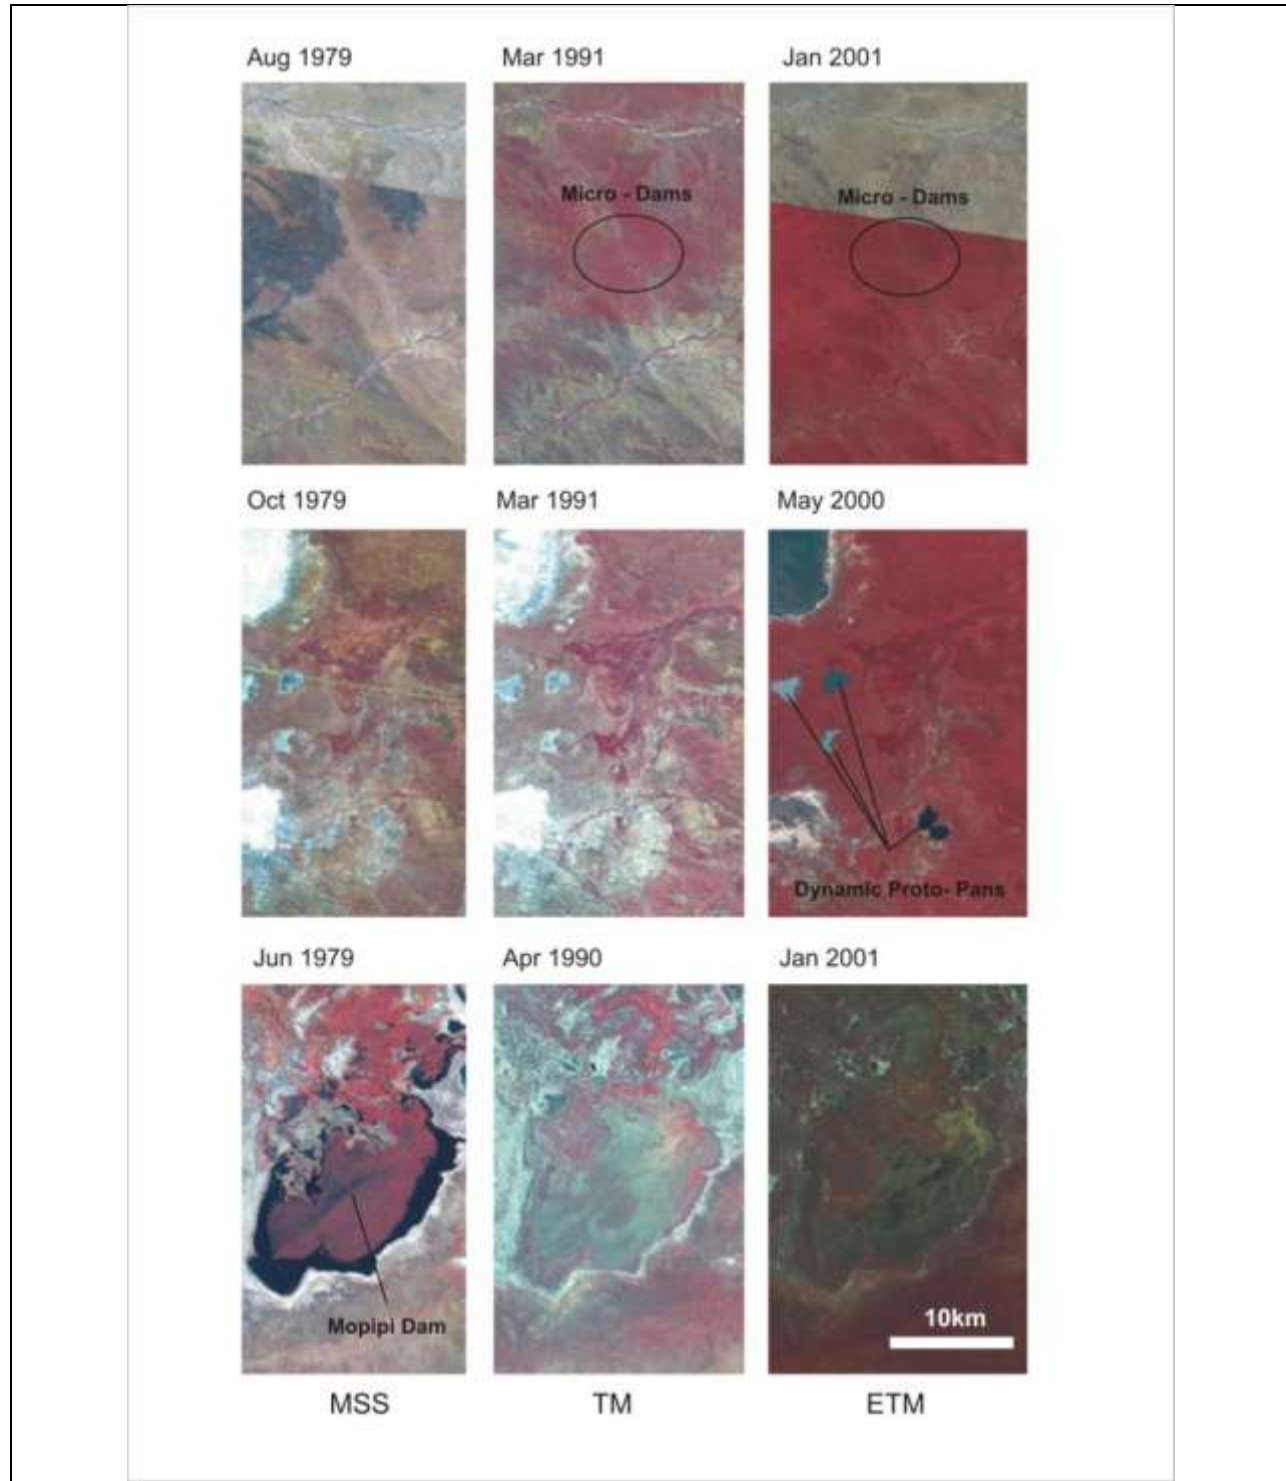 Aug 1979 Mar 1991 Jan 2001
Micro - Dams Micro - Dams
Oct 1979 Mar 1991 May 2000
Dynamic Proto- Pans
Jun 1979 Apr 1990 Jan 2001
10km
Mopipi Dam
MSS TM ETM